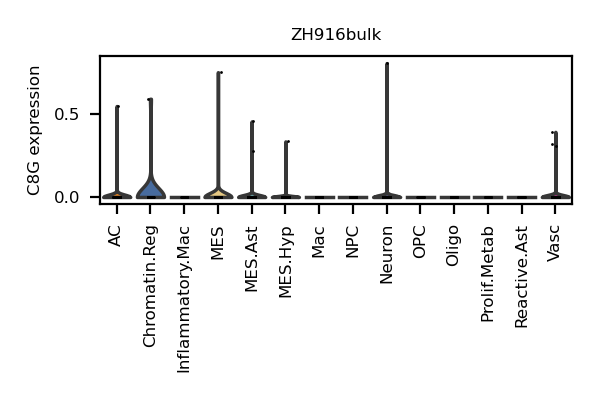 ZH916bulk
C8G expression
0.5
0.0
AC
Chromatin.Reg
Inflammatory.Mac
MES
MES.Ast
MES.Hyp
Mac
NPC
Neuron
OPC
Oligo
Prolif.Metab
Reactive.Ast
Vasc